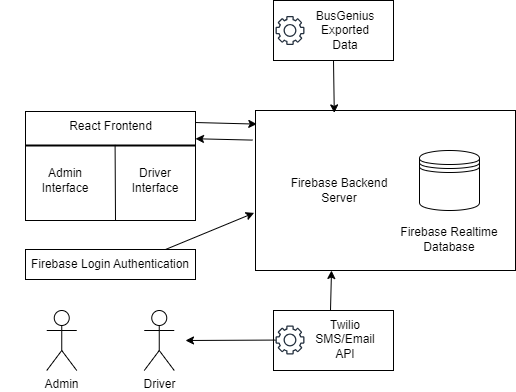 BusGenius
Exported
Data
React Frontend
Admin
Interface
Driver
Interface
Firebase Backend
Server
Firebase Realtime
Database
Firebase Login Authentication
Twilio
SMS/Email
API
Admin
Driver